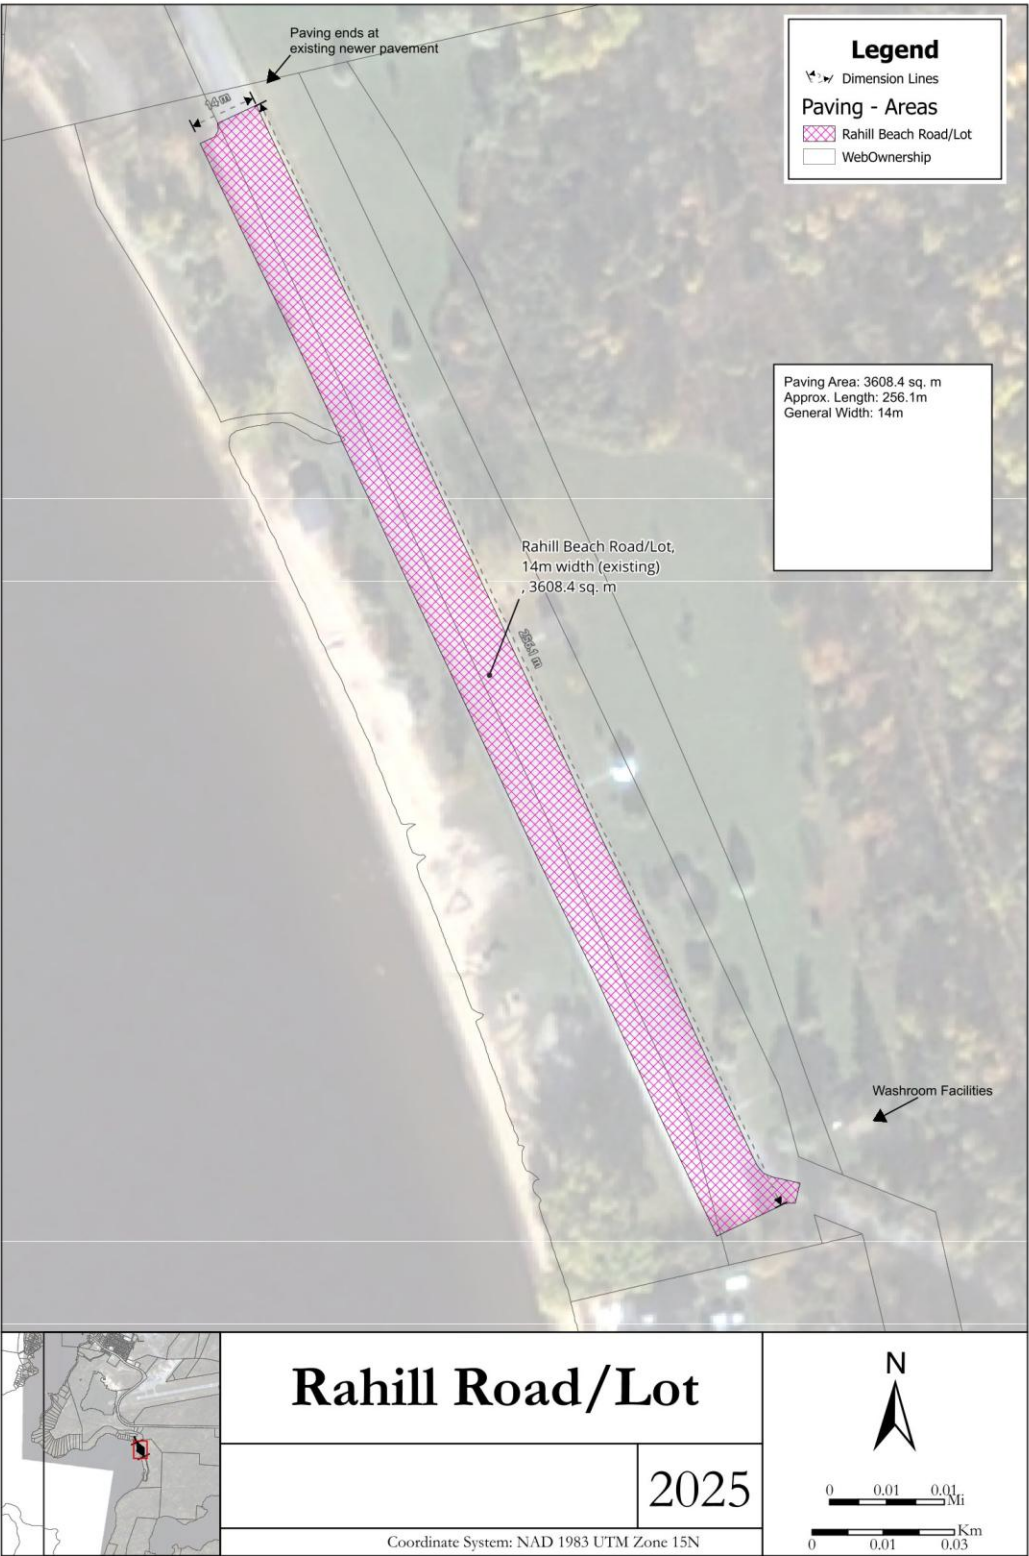 Paving ends at
existing newer pavement
14 m
Legend
Dimension Lines
Paving - Areas
Rahill Beach Road/Lot
WebOwnership
Paving Area: 3608.4 sq. m
Approx. Length: 256.1m
General Width: 14m
Rahill Beach Road/Lot,
14m width (existing)
, 3608.4 sq. m
256.1 m
Washroom Facilities
Rahill Road/Lot
2025
Coordinate System: NAD 1983 UTM Zone 15N
N
0 0.01 0.01
Mi
Km
0 0.01 0.03